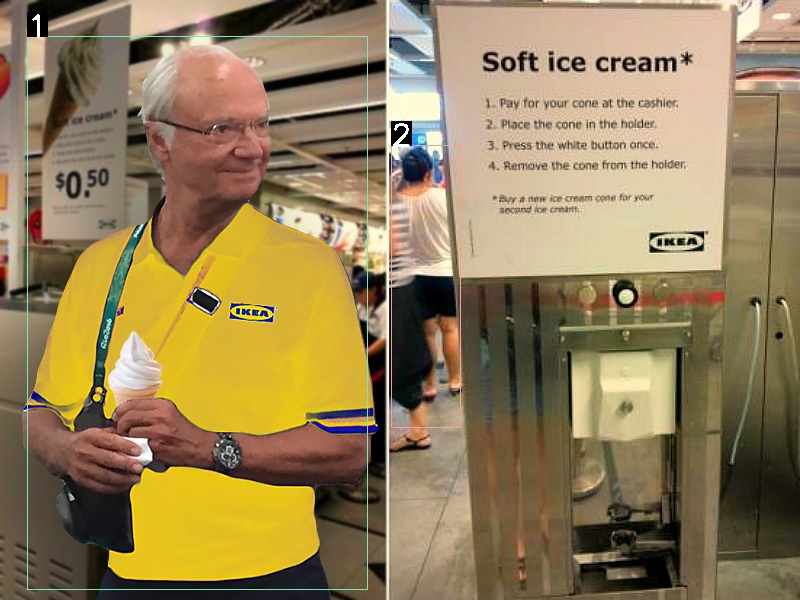 1
ice cream*
$0.50
IKEA
Rio2016
2
Soft ice cream*
1. Pay for your cone at the cashier.
2. Place the cone in the holder.
3. Press the white button once.
4. Remove the cone from the holder.
*Buy a new ice cream cone for your
second ice cream.
IKEA